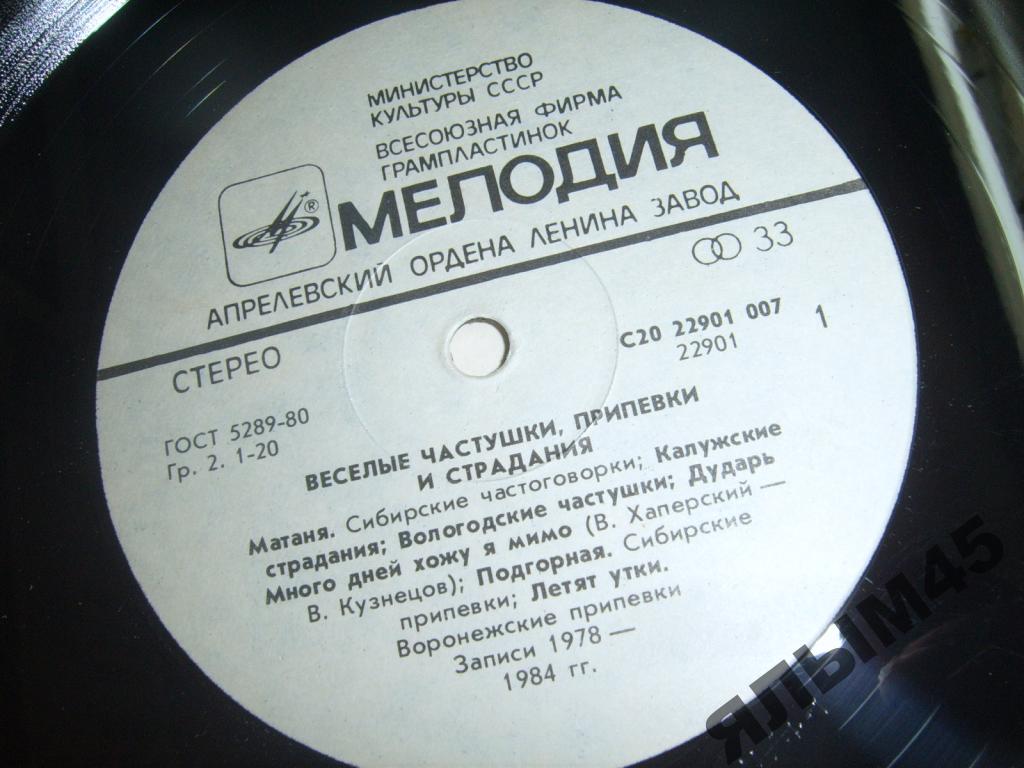 МИНИСТЕРСТВО
КУЛЬТУРЫ СССР
ВСЕСОЮЗНАЯ ФИРМА
ГРАМПЛАСТИНОК
МЕЛОДИЯ
®
АПРЕЛЕВСКИЙ ОРДЕНА ЛЕНИНА ЗАВОД
СТЕРЕО
33
ГОСТ 5289-80
Гр. 2. 1-20
С20 22901 007
22901
1
ВЕСЕЛЫЕ ЧАСТУШКИ, ПРИПЕВКИ
И СТРАДАНИЯ
Матаня. Сибирские частоговорки; Калужские
страдания; Вологодские частушки; Дударь
Много дней хожу я мимо (В. Хаперский —
В. Кузнецов); Подгорная. Сибирские
припевки; Летят утки.
Воронежские припевки
Записи 1978 —
1984 гг.
ЯЛЫМ45